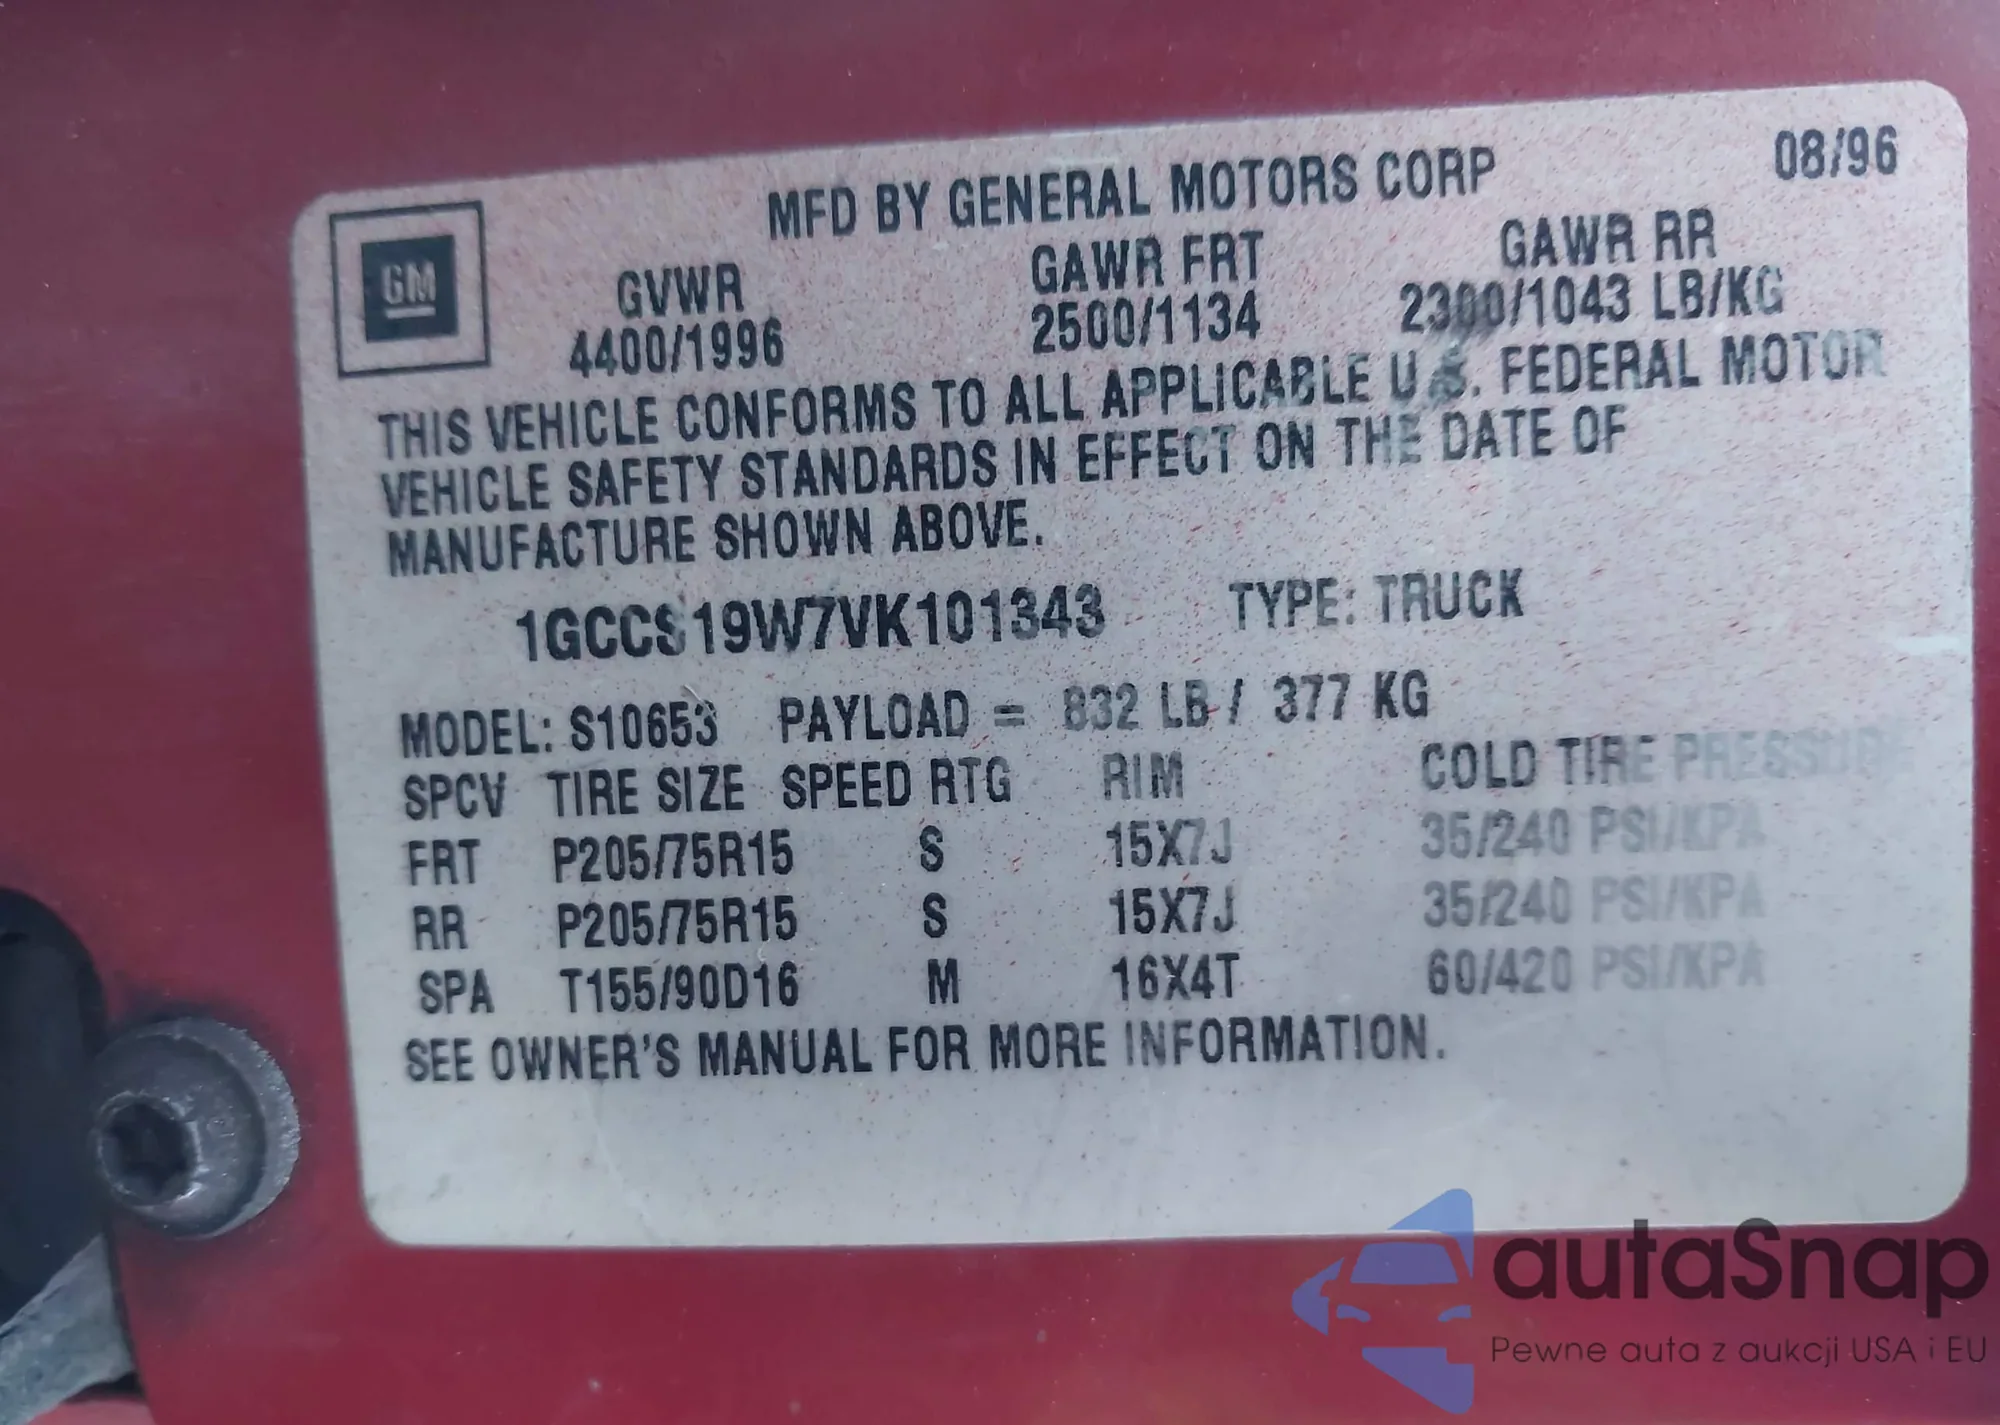 MFD BY GENERAL MOTORS CORP 08/96
GM
GVWR GAWR FRT GAWR RR
4400/1996 2500/1134 2300/1043 LB/KG
THIS VEHICLE CONFORMS TO ALL APPLICABLE U.S. FEDERAL MOTOR
VEHICLE SAFETY STANDARDS IN EFFECT ON THE DATE OF
MANUFACTURE SHOWN ABOVE.
1GCCS19W7VK101343 TYPE: TRUCK
MODEL: S10653 PAYLOAD = 832 LB / 377 KG
SPCV TIRE SIZE SPEED RTG RIM COLD TIRE PRESSURE
FRT P205/75R15 S 15X7J 35/240 PSI/KPA
RR P205/75R15 S 15X7J 35/240 PSI/KPA
SPA T155/90D16 M 16X4T 60/420 PSI/KPA
SEE OWNER'S MANUAL FOR MORE INFORMATION.
autaSnap
Pewne auta z aukcji USA i EU